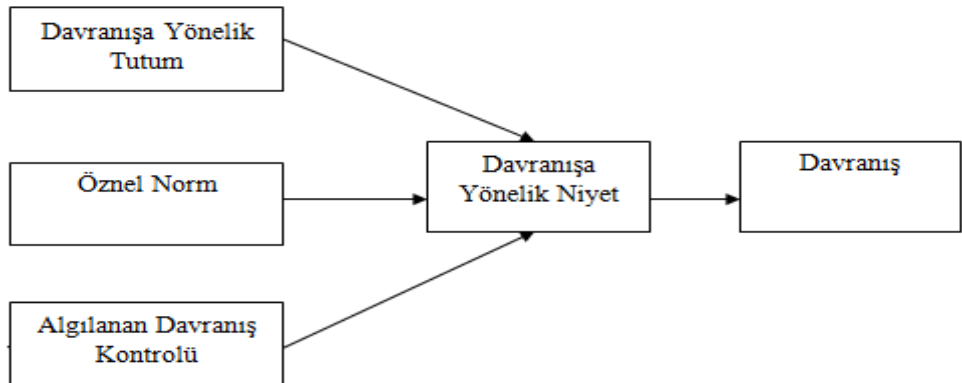 Davranışa Yönelik
Tutum
Öznel Norm
Davranışa
Yönelik Niyet
Davranış
Algılanan Davranış
Kontrolü